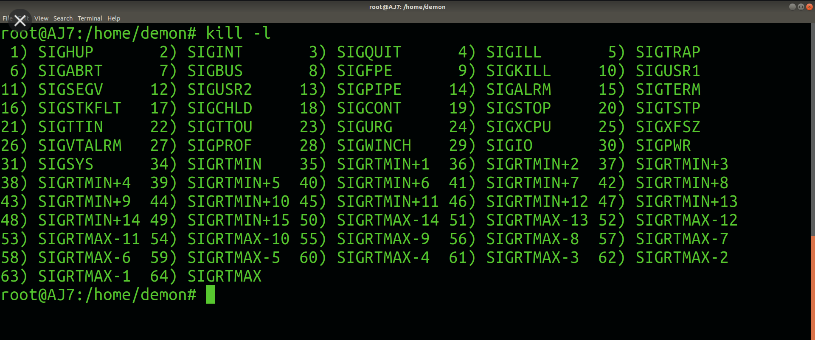 root@AJ7: /home/demon
File View Search Terminal Help
root@AJ7:/home/demon# kill -l
1) SIGHUP 2) SIGINT 3) SIGQUIT 4) SIGILL 5) SIGTRAP
6) SIGABRT 7) SIGBUS 8) SIGFPE 9) SIGKILL 10) SIGUSR1
11) SIGSEGV 12) SIGUSR2 13) SIGPIPE 14) SIGALRM 15) SIGTERM
16) SIGSTKFLT 17) SIGCHLD 18) SIGCONT 19) SIGSTOP 20) SIGTSTP
21) SIGTTIN 22) SIGTTOU 23) SIGURG 24) SIGXCPU 25) SIGXFSZ
26) SIGVTALRM 27) SIGPROF 28) SIGWINCH 29) SIGIO 30) SIGPWR
31) SIGSYS 34) SIGRTMIN 35) SIGRTMIN+1 36) SIGRTMIN+2 37) SIGRTMIN+3
38) SIGRTMIN+4 39) SIGRTMIN+5 40) SIGRTMIN+6 41) SIGRTMIN+7 42) SIGRTMIN+8
43) SIGRTMIN+9 44) SIGRTMIN+10 45) SIGRTMIN+11 46) SIGRTMIN+12 47) SIGRTMIN+13
48) SIGRTMIN+14 49) SIGRTMIN+15 50) SIGRTMAX-14 51) SIGRTMAX-13 52) SIGRTMAX-12
53) SIGRTMAX-11 54) SIGRTMAX-10 55) SIGRTMAX-9 56) SIGRTMAX-8 57) SIGRTMAX-7
58) SIGRTMAX-6 59) SIGRTMAX-5 60) SIGRTMAX-4 61) SIGRTMAX-3 62) SIGRTMAX-2
63) SIGRTMAX-1 64) SIGRTMAX
root@AJ7:/home/demon#